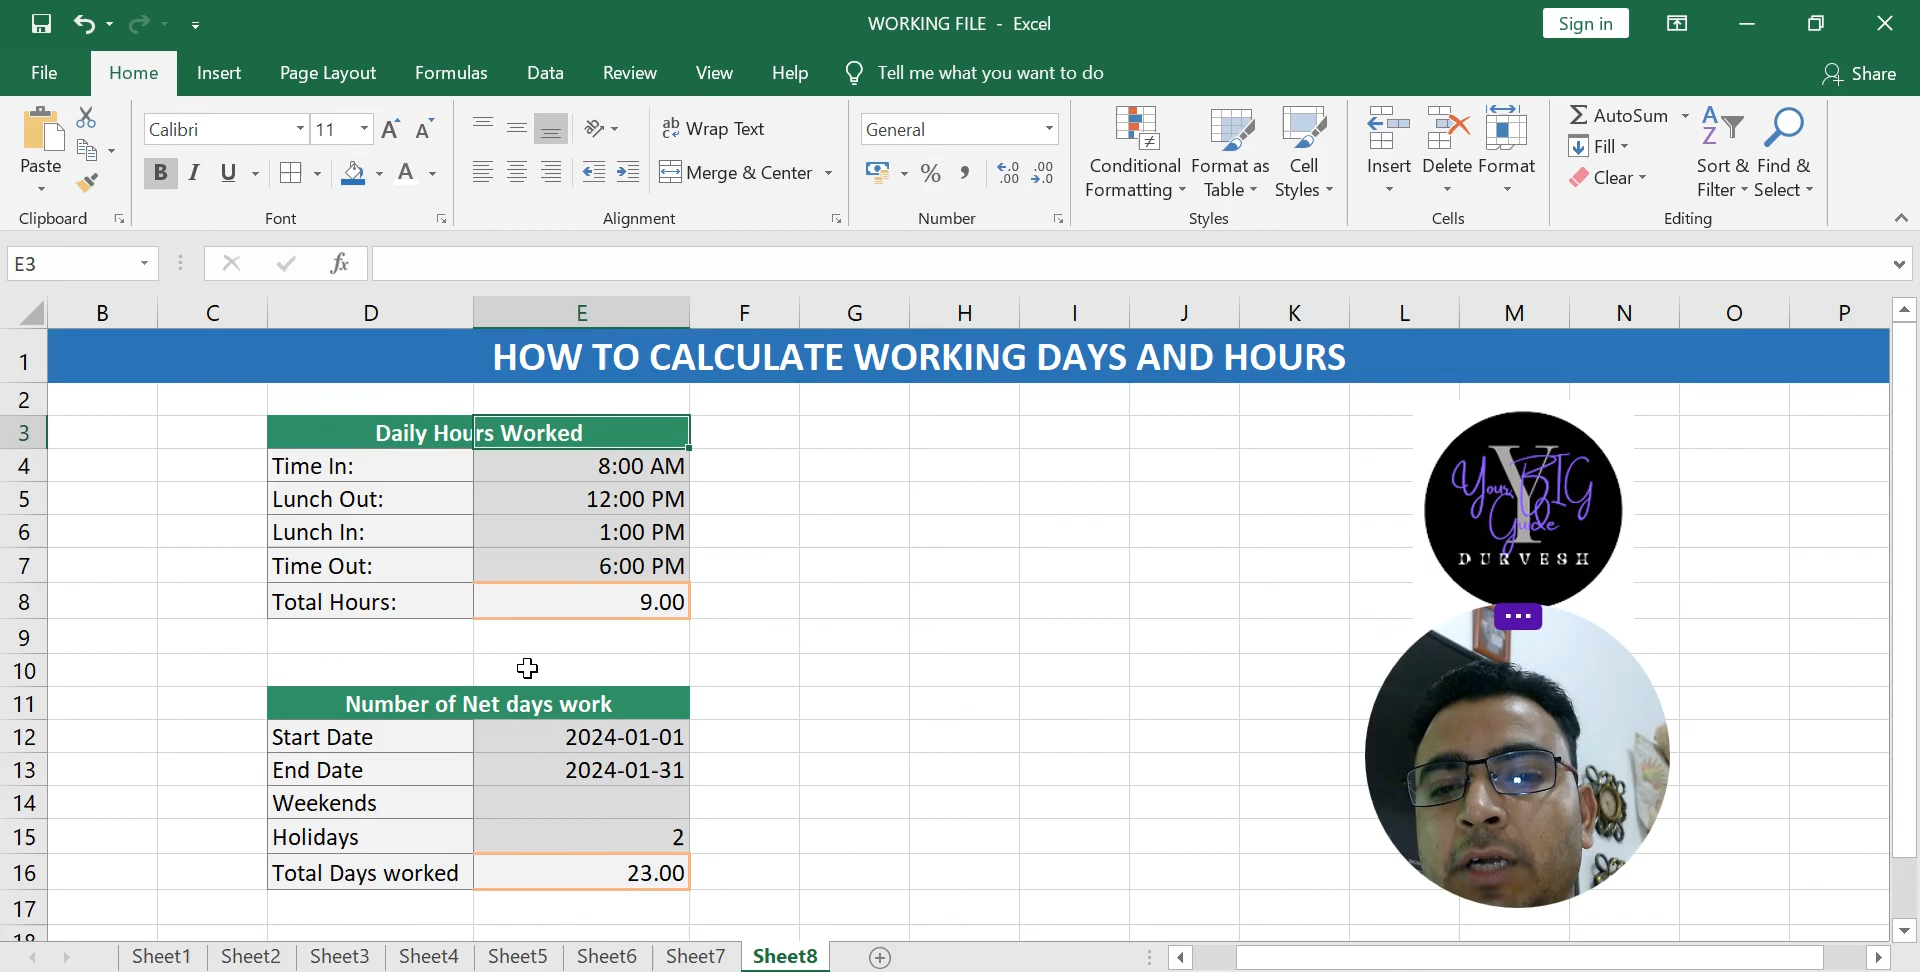 WORKING FILE - Excel
Sign in
File Home Insert Page Layout Formulas Data Review View Help Tell me what you want to do Share
Paste
Clipboard
Calibri 11
B I U
Font
ab Wrap Text
Merge & Center
Alignment
General
% ,
Number
Conditional Formatting
Format as Table
Cell Styles
Styles
Insert Delete Format
Cells
AutoSum
Fill
Clear
Sort & Filter
Find & Select
Editing
E3
fx
B C D E F G H I J K L M N O P
1 HOW TO CALCULATE WORKING DAYS AND HOURS
2
3 Daily Hours Worked
4 Time In: 8:00 AM
5 Lunch Out: 12:00 PM
6 Lunch In: 1:00 PM
7 Time Out: 6:00 PM
8 Total Hours: 9.00
9
10
11 Number of Net days work
12 Start Date 2024-01-01
13 End Date 2024-01-31
14 Weekends
15 Holidays 2
16 Total Days worked 23.00
17
18
Y
Your BIG
Guide
DURVESH
Sheet1 Sheet2 Sheet3 Sheet4 Sheet5 Sheet6 Sheet7 Sheet8